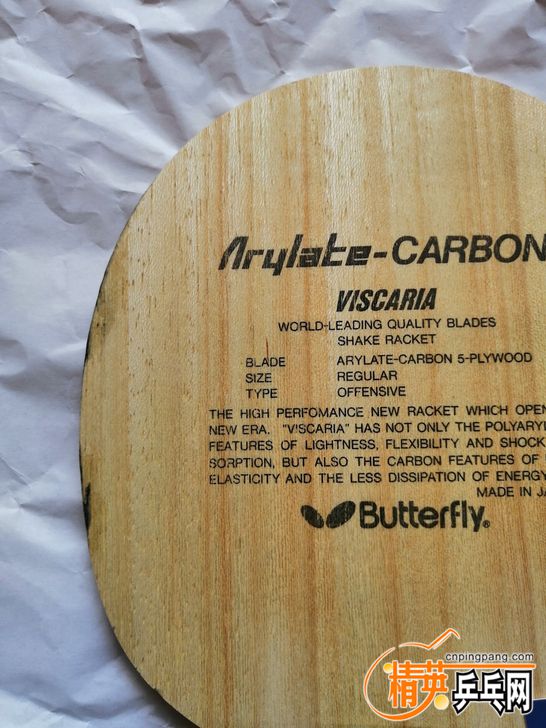 Arylate-CARBON
VISCARIA
WORLD-LEADING QUALITY BLADES
SHAKE RACKET
BLADE ARYLATE-CARBON 5-PLYWOOD
SIZE REGULAR
TYPE OFFENSIVE
THE HIGH PERFOMANCE NEW RACKET WHICH OPEN
NEW ERA. "VISCARIA" HAS NOT ONLY THE POLYARYL
FEATURES OF LIGHTNESS, FLEXIBILITY AND SHOCK
SORPTION, BUT ALSO THE CARBON FEATURES OF
ELASTICITY AND THE LESS DISSIPATION OF ENERGY
MADE IN JA
Butterfly®
cnpingpang.com
精英乒乓网